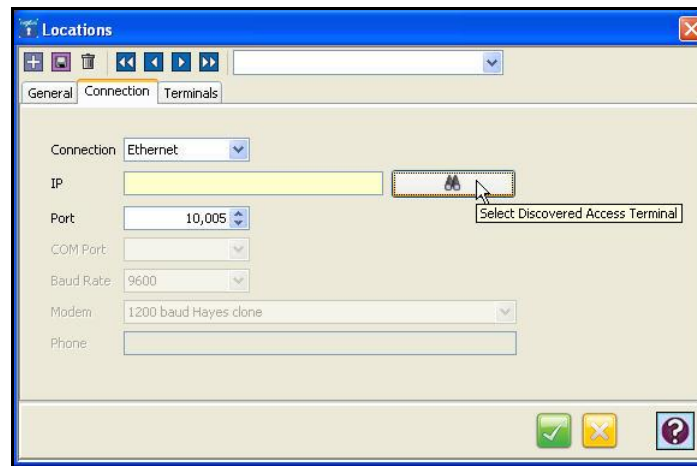 Locations
General Connection Terminals
Connection Ethernet
IP
Port 10,005
Select Discovered Access Terminal
COM Port
Baud Rate 9600
Modem 1200 baud Hayes clone
Phone